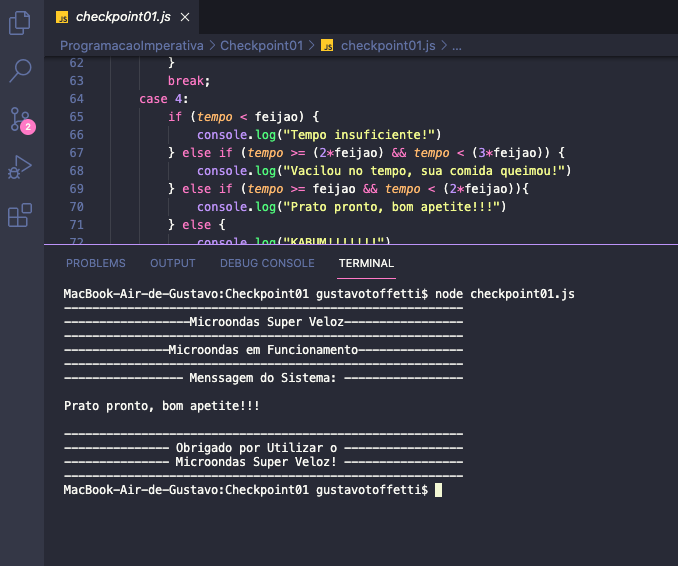 JS checkpoint01.js ×
ProgramacaoImperativa > Checkpoint01 > JS checkpoint01.js > ...
62 }
63 break;
64 case 4:
65 if (tempo < feijao) {
66 console.log("Tempo insuficiente!")
67 } else if (tempo >= (2*feijao) && tempo < (3*feijao)) {
68 console.log("Vacilou no tempo, sua comida queimou!")
69 } else if (tempo >= feijao && tempo < (2*feijao)){
70 console.log("Prato pronto, bom apetite!!!")
71 } else {
72 console.log("KABUM!!!!!!!")
2
PROBLEMS OUTPUT DEBUG CONSOLE TERMINAL
MacBook-Air-de-Gustavo:Checkpoint01 gustavotoffetti$ node checkpoint01.js
---------------------------------------------------------
------------------Microondas Super Veloz-----------------
---------------------------------------------------------
---------------Microondas em Funcionamento---------------
---------------------------------------------------------
----------------- Menssagem do Sistema: -----------------
Prato pronto, bom apetite!!!
---------------------------------------------------------
--------------- Obrigado por Utilizar o -----------------
--------------- Microondas Super Veloz! -----------------
---------------------------------------------------------
MacBook-Air-de-Gustavo:Checkpoint01 gustavotoffetti$